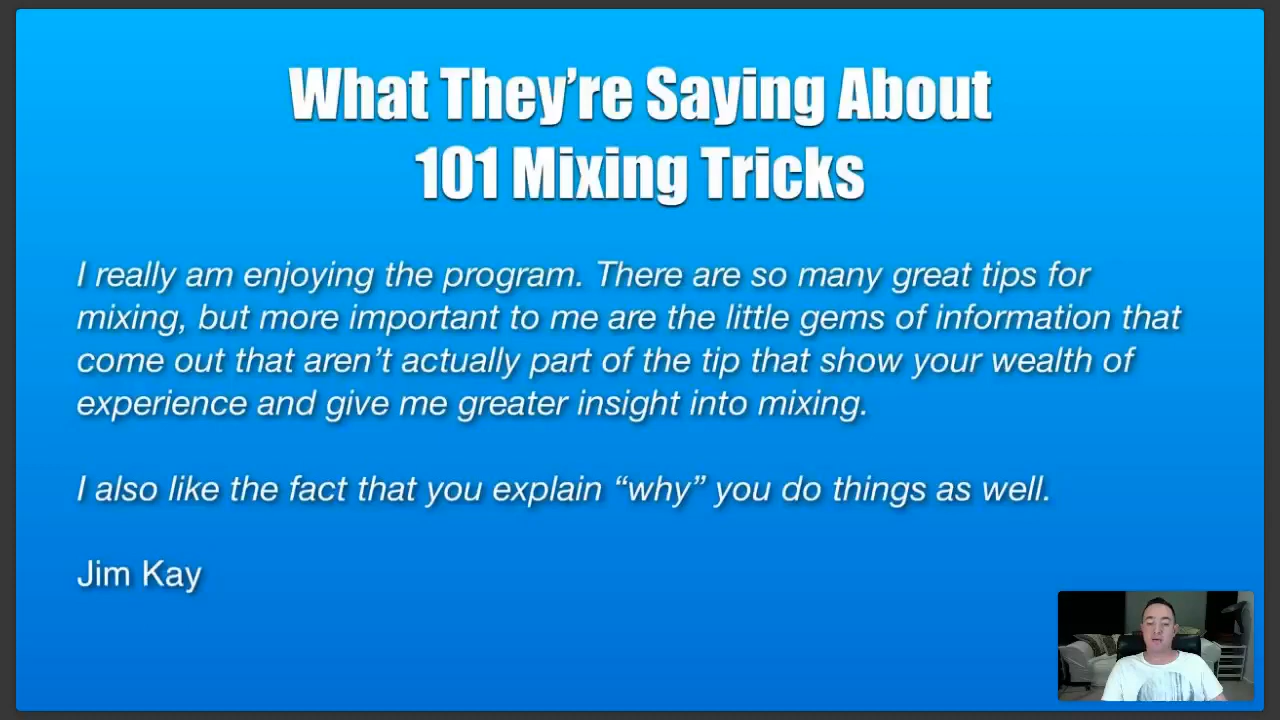 What They’re Saying About
101 Mixing Tricks
I really am enjoying the program. There are so many great tips for
mixing, but more important to me are the little gems of information that
come out that aren’t actually part of the tip that show your wealth of
experience and give me greater insight into mixing.
I also like the fact that you explain “why” you do things as well.
Jim Kay